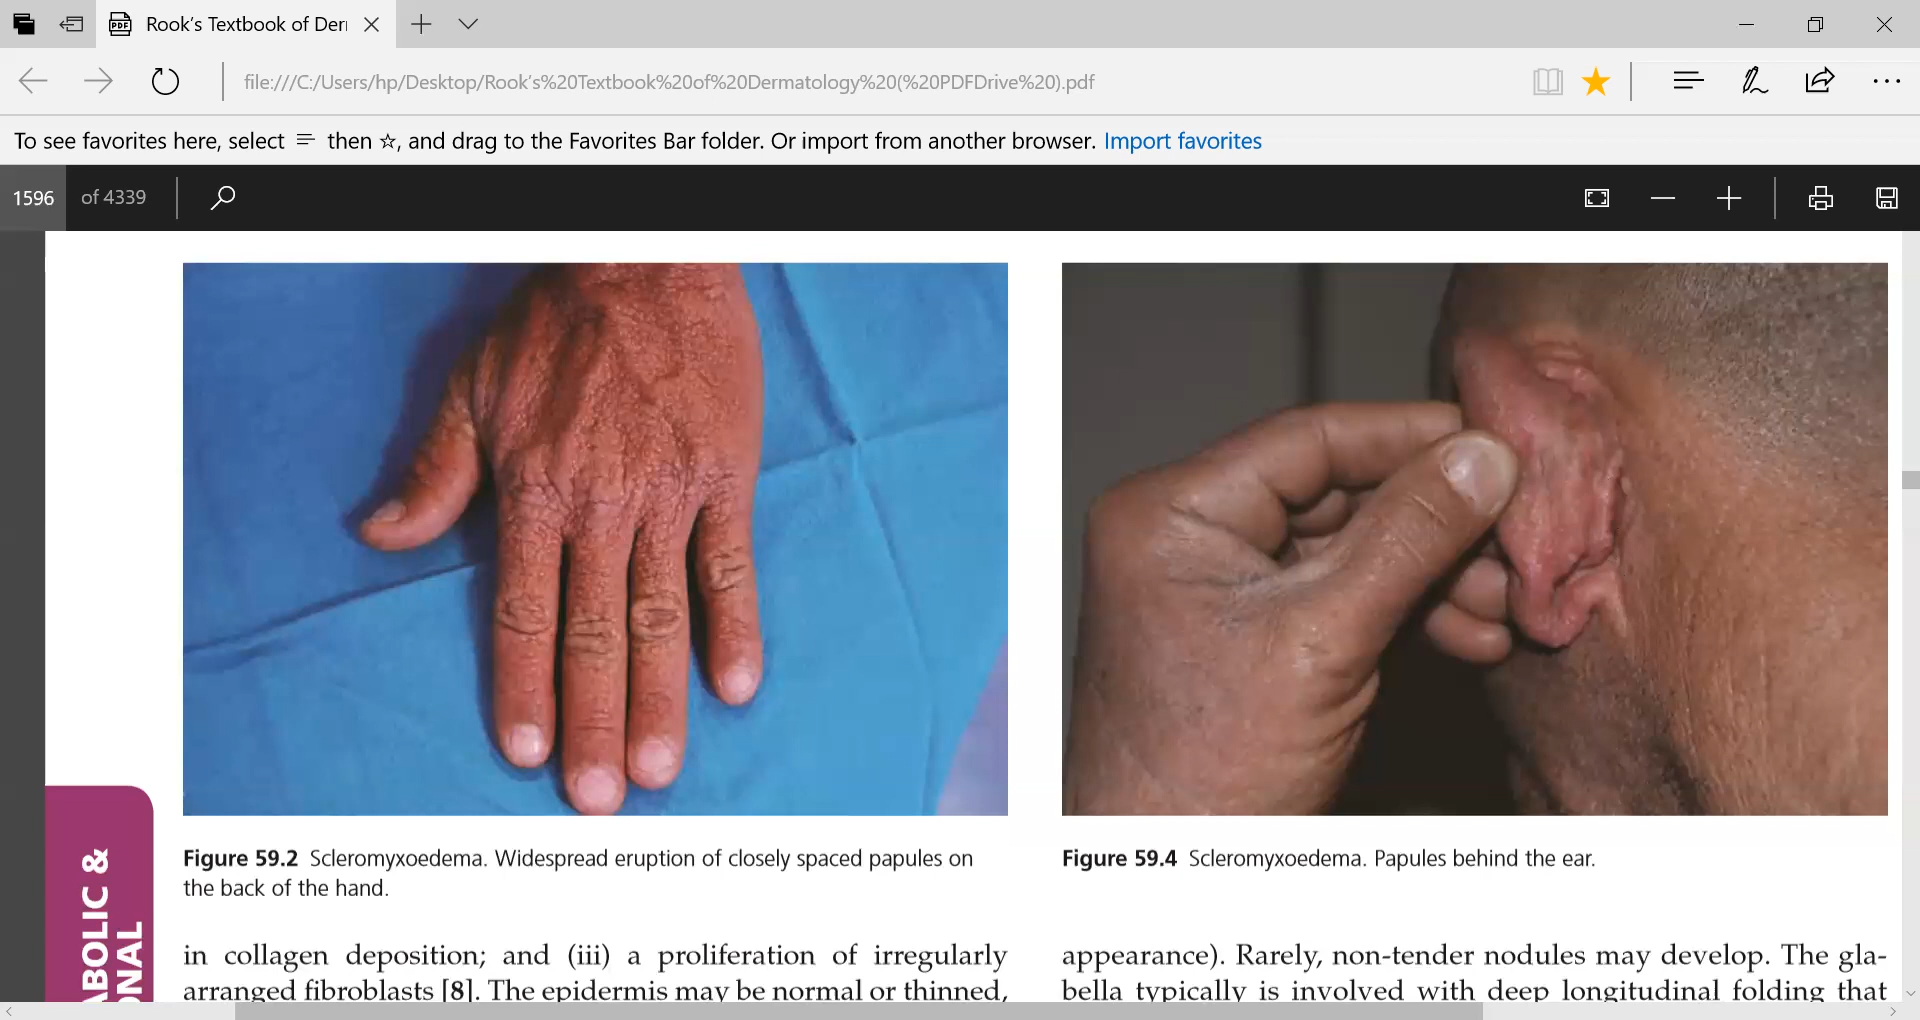 Rook's Textbook of Der
file:///C:/Users/hp/Desktop/Rook's%20Textbook%20of%20Dermatology%20(%20PDFDrive%20).pdf
To see favorites here, select then , and drag to the Favorites Bar folder. Or import from another browser. Import favorites
1596 of 4339
Figure 59.2 Scleromyxoedema. Widespread eruption of closely spaced papules on
the back of the hand.
in collagen deposition; and (iii) a proliferation of irregularly
arranged fibroblasts [8]. The epidermis may be normal or thinned,
Figure 59.4 Scleromyxoedema. Papules behind the ear.
appearance). Rarely, non-tender nodules may develop. The gla-
bella typically is involved with deep longitudinal folding that
ABOLIC &
ONAL